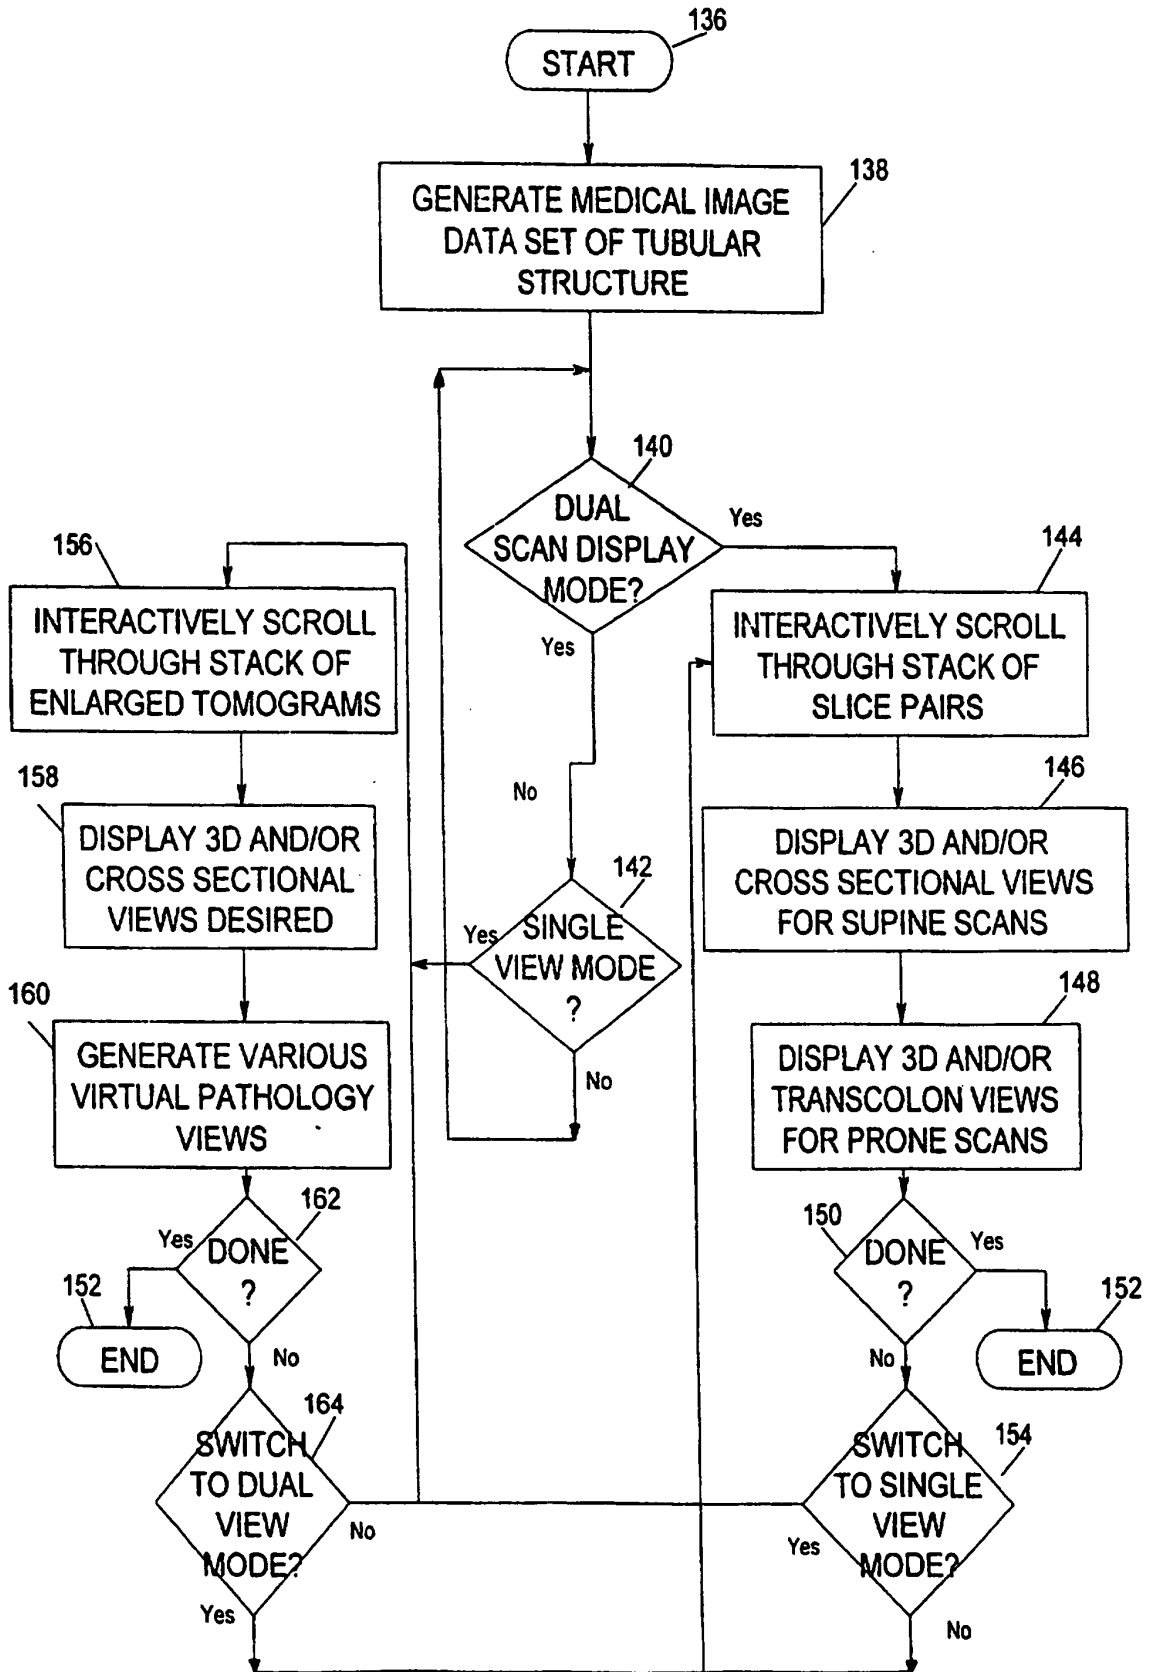 136
START
138
GENERATE MEDICAL IMAGE
DATA SET OF TUBULAR
STRUCTURE
140
DUAL
SCAN DISPLAY
MODE?
Yes
Yes
No
142
SINGLE
VIEW MODE
?
Yes
No
144
INTERACTIVELY SCROLL
THROUGH STACK OF
SLICE PAIRS
146
DISPLAY 3D AND/OR
CROSS SECTIONAL VIEWS
FOR SUPINE SCANS
148
DISPLAY 3D AND/OR
TRANSCOLON VIEWS
FOR PRONE SCANS
150
DONE
?
Yes
152
END
No
154
SWITCH
TO SINGLE
VIEW
MODE?
Yes
No
156
INTERACTIVELY SCROLL
THROUGH STACK OF
ENLARGED TOMOGRAMS
158
DISPLAY 3D AND/OR
CROSS SECTIONAL
VIEWS DESIRED
160
GENERATE VARIOUS
VIRTUAL PATHOLOGY
VIEWS
162
DONE
?
Yes
152
END
No
164
SWITCH
TO DUAL
VIEW
MODE?
No
Yes